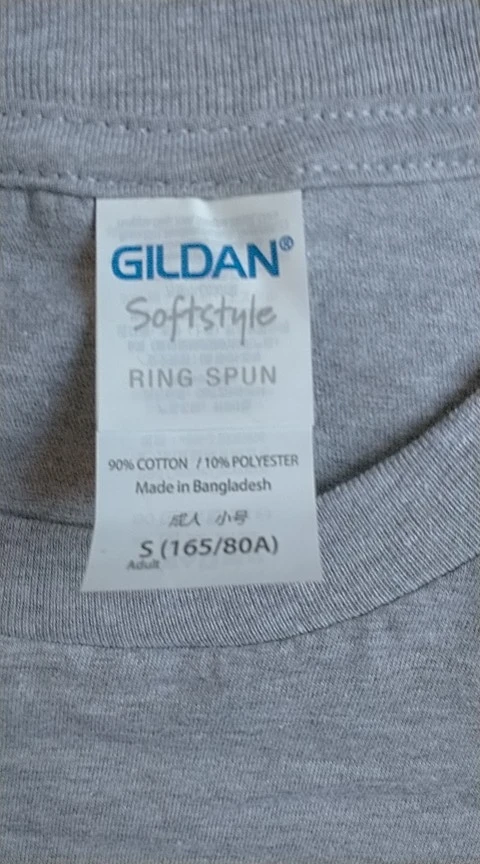 GILDAN®
Softstyle
RING SPUN
90% COTTON / 10% POLYESTER
Made in Bangladesh
成人 小号
S (165/80A)
Adult